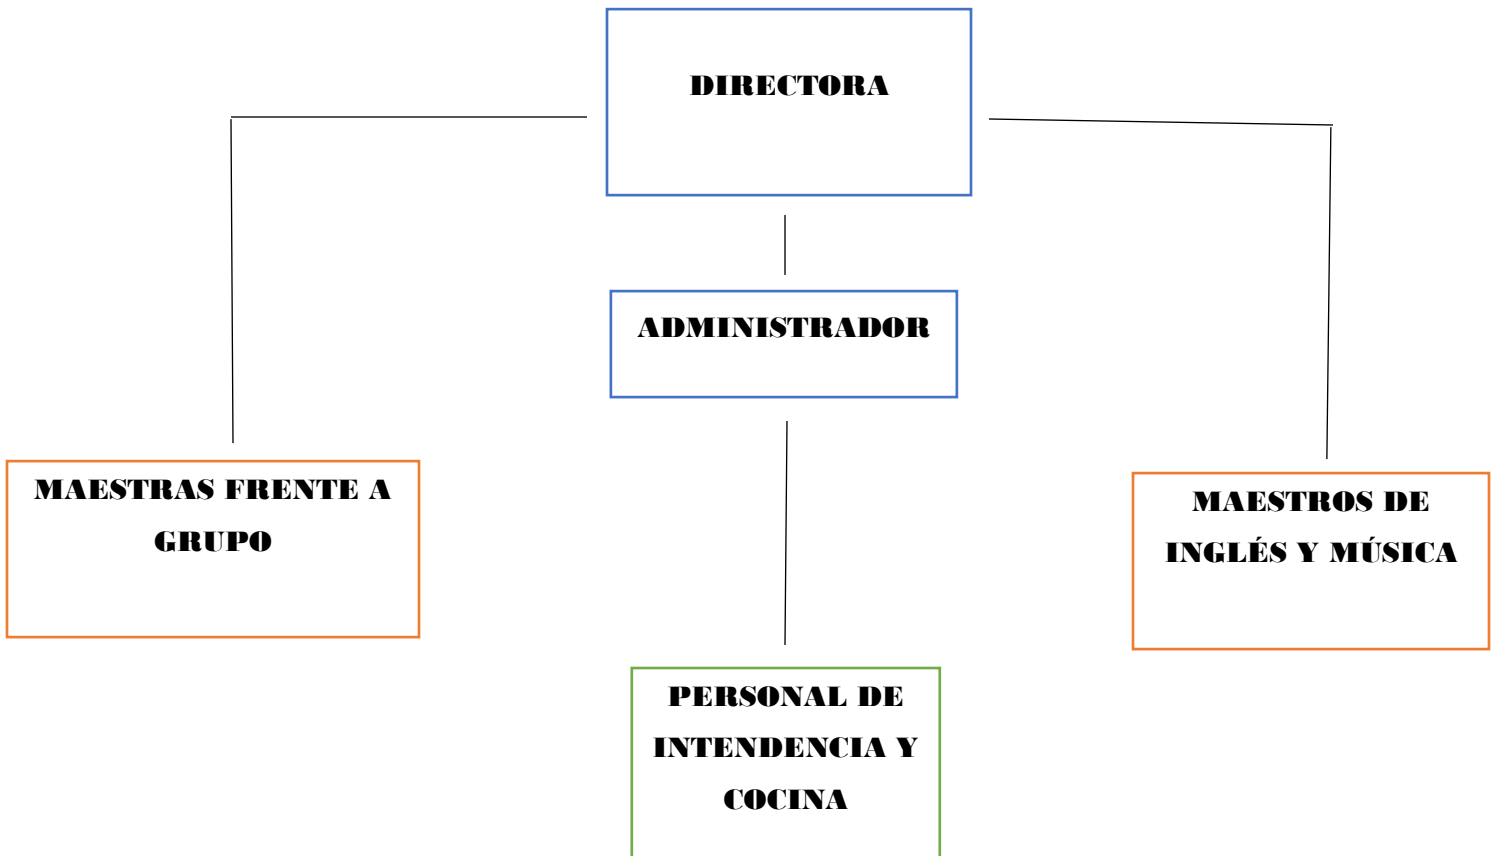 DIRECTORA
ADMINISTRADOR
MAESTRAS FRENTE A
GRUPO
MAESTROS DE
INGLÉS Y MÚSICA
PERSONAL DE
INTENDENCIA Y
COCINA